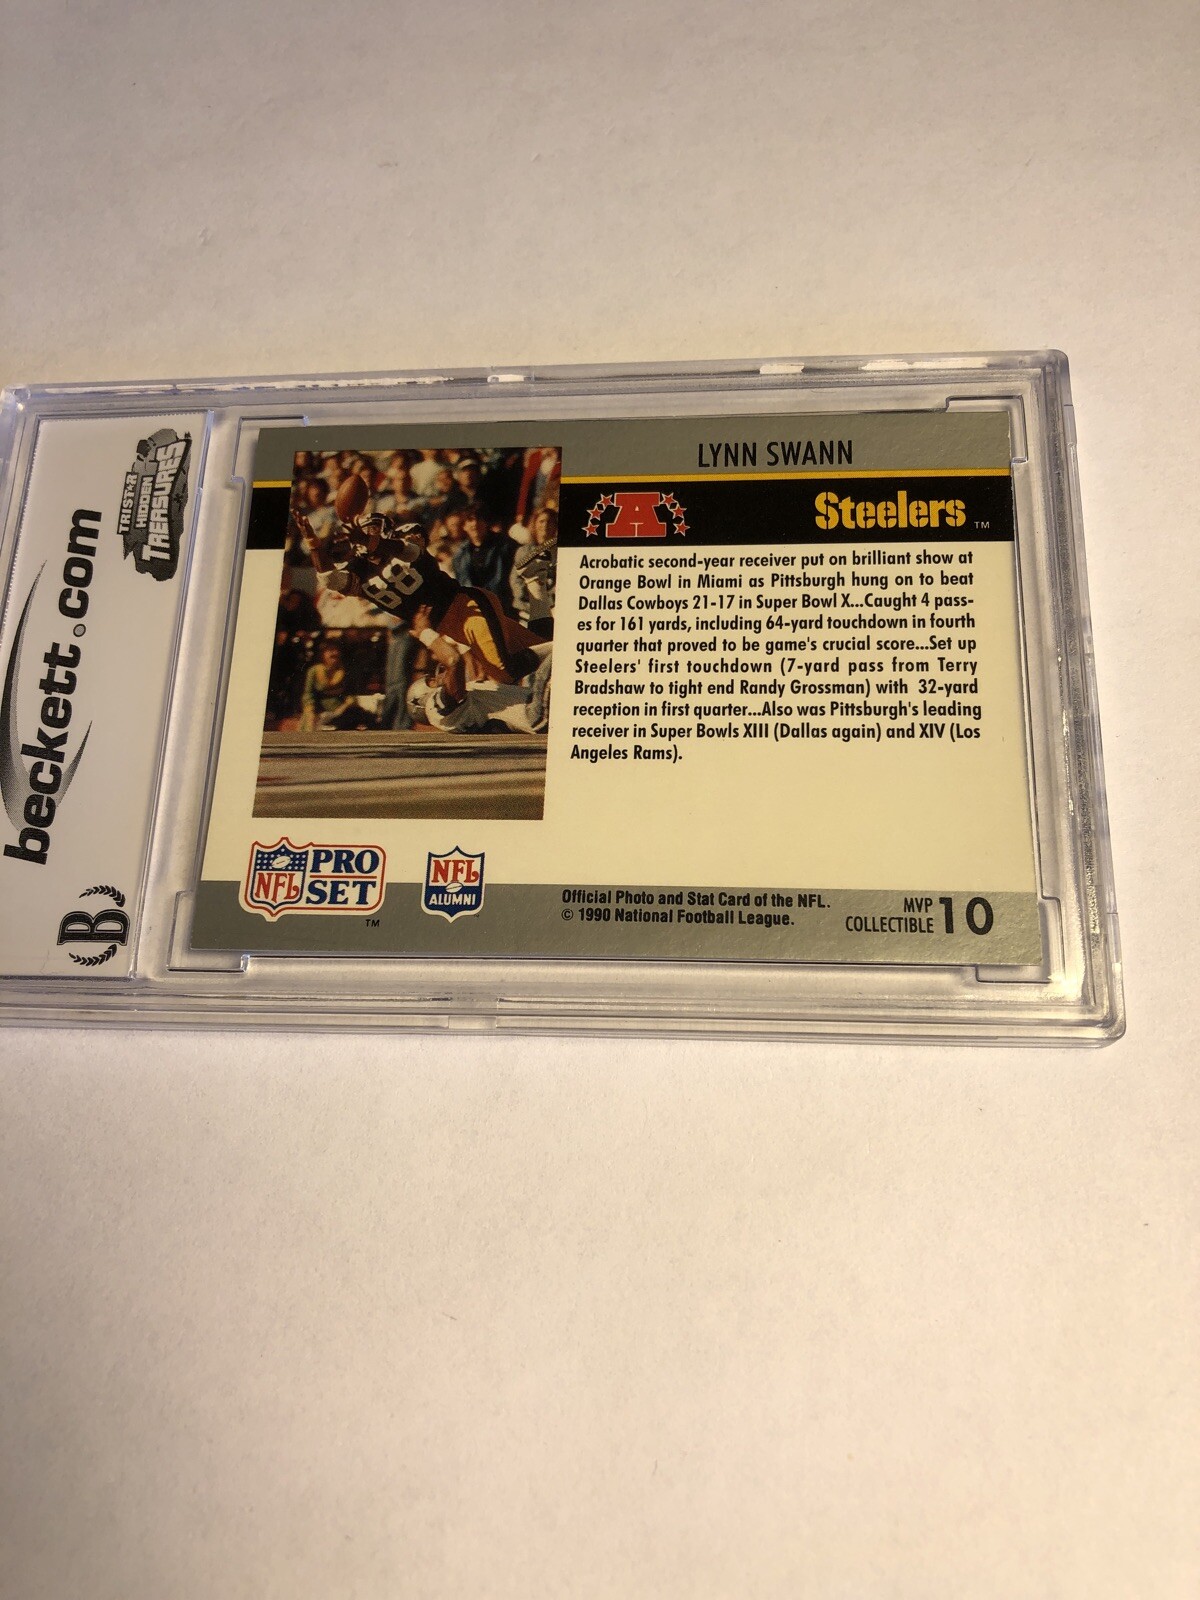 LYNN SWANN
A
Steelers TM
Acrobatic second-year receiver put on brilliant show at
Orange Bowl in Miami as Pittsburgh hung on to beat
Dallas Cowboys 21-17 in Super Bowl X...Caught 4 pass-
es for 161 yards, including 64-yard touchdown in fourth
quarter that proved to be game's crucial score...Set up
Steelers' first touchdown (7-yard pass from Terry
Bradshaw to tight end Randy Grossman) with 32-yard
reception in first quarter...Also was Pittsburgh's leading
receiver in Super Bowls XIII (Dallas again) and XIV (Los
Angeles Rams).
88
NFL PRO SET TM
NFL ALUMNI
Official Photo and Stat Card of the NFL.
© 1990 National Football League.
MVP
COLLECTIBLE 10
beckett.com
B
TRISTAR
HIDDEN
TREASURES